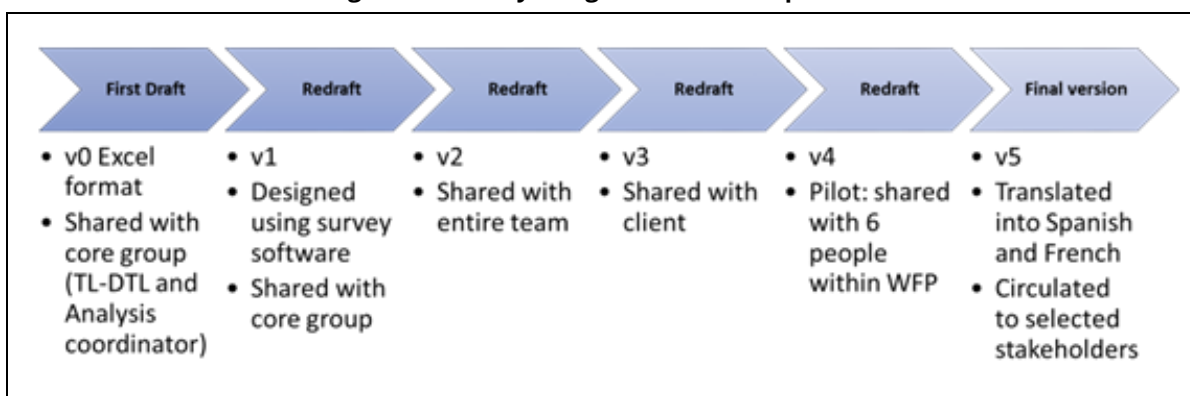 First Draft
Redraft
Redraft
Redraft
Redraft
Final version
• v0 Excel
format
• Shared with
core group
(TL-DTL and
Analysis
coordinator)
• v1
• Designed
using survey
software
• Shared with
core group
• v2
• Shared with
entire team
• v3
• Shared with
client
• v4
• Pilot: shared
with 6
people
within WFP
• v5
• Translated
into Spanish
and French
• Circulated
to selected
stakeholders